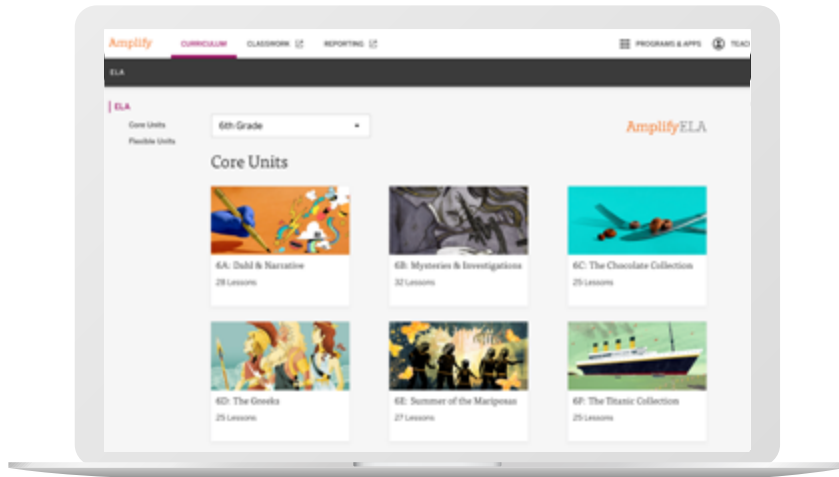 Amplify CURRICULUM CLASSWORK REPORTING PROGRAMS & APPS TEAC
ELA
ELA
Core Units
Flexible Units
6th Grade
AmplifyELA
Core Units
6A: Dahl & Narrative
28 Lessons
6B: Mysteries & Investigations
32 Lessons
6C: The Chocolate Collection
25 Lessons
6D: The Greeks
25 Lessons
6E: Summer of the Mariposas
27 Lessons
6F: The Titanic Collection
25 Lessons